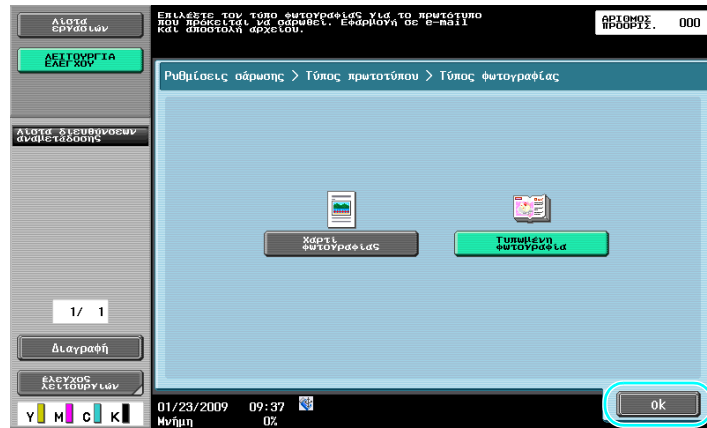 Λίστα
εργασιών
Επιλέξτε τον τύπο φωτογραφίας για το πρωτότυπο
που πρόκειται να σαρωθεί. Εφαρμογή σε e-mail
και αποστολή αρχείου.
ΑΡΙΘΜΟΣ
ΠΡΟΟΡΙΣ.
000
ΛΕΙΤΟΥΡΓΙΑ
ΕΛΕΓΧΟΥ
Ρυθμίσεις σάρωσης > Τύπος πρωτοτύπου > Τύπος φωτογραφίας
Λίστα διευθύνσεων
αναμετάδοσης
Χαρτί
φωτογραφίας
Τυπωμένη
φωτογραφία
1/ 1
Διαγραφή
έλεγχος
λειτουργιών
Y M C K
01/23/2009 09:37
Μνήμη 0%
Ok